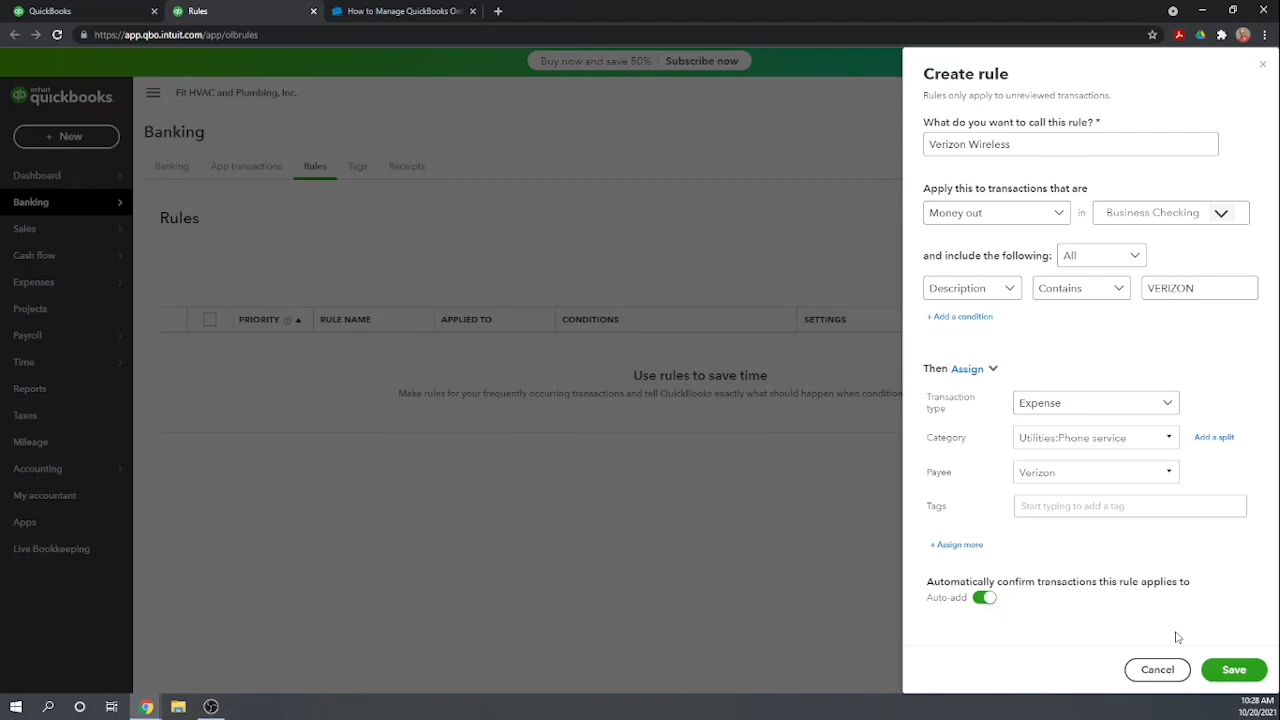 QuickBooks
Rules
How to Manage QuickBooks Onl
https://app.qbo.intuit.com/app/olbrules
Buy now and save 50%
Subscribe now
intuit
quickbooks.
Fit HVAC and Plumbing, Inc.
+ New
Banking
Banking
App transactions
Rules
Tags
Receipts
Dashboard
Banking
Sales
Cash flow
Expenses
Projects
Payroll
Time
Reports
Taxes
Mileage
Accounting
My accountant
Apps
Live Bookkeeping
Rules
PRIORITY
RULE NAME
APPLIED TO
CONDITIONS
SETTINGS
Use rules to save time
Make rules for your frequently occurring transactions and tell QuickBooks exactly what should happen when condition
Create rule
Rules only apply to unreviewed transactions.
What do you want to call this rule? *
Verizon Wireless
Apply this to transactions that are
Money out
in
Business Checking
and include the following:
All
Description
Contains
VERIZON
+ Add a condition
Then Assign
Transaction
type
Expense
Category
Utilities:Phone service
Add a split
Payee
Verizon
Tags
Start typing to add a tag
+ Assign more
Automatically confirm transactions this rule applies to
Auto-add
Cancel
Save
10:28 AM
10/20/2021